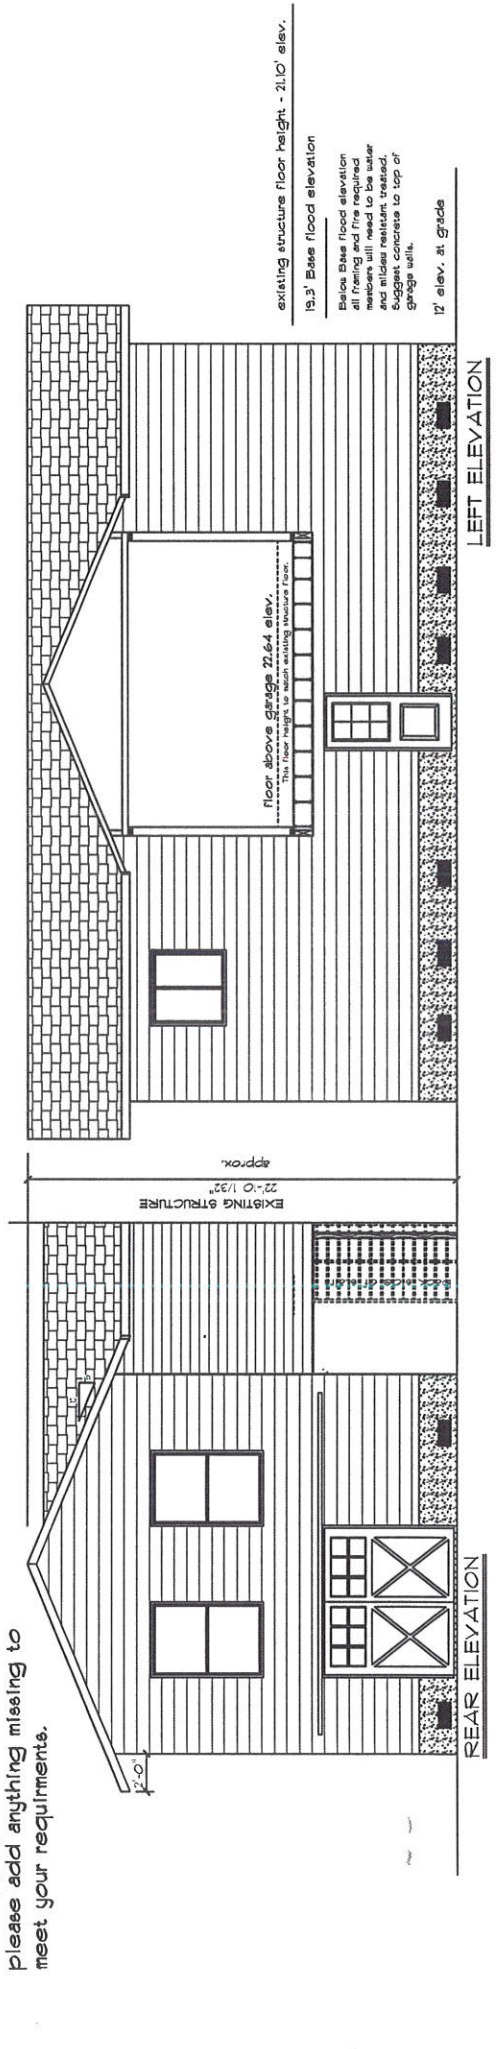 please add anything missing to
meet your requirments.
2'-0"
REAR ELEVATION
EXISTING STRUCTURE
22'-10 1/32"
approx.
floor above garage 22.64 elev.
This floor height to match existing structure floor.
LEFT ELEVATION
existing structure floor height - 21.10' elev.
19.3' Base flood elevation
Below Base flood elevation
all framing and fire required
members will need to be water
and mildew resistant treated.
Suggest concrete to top of
garage walls.
12' elev. at grade